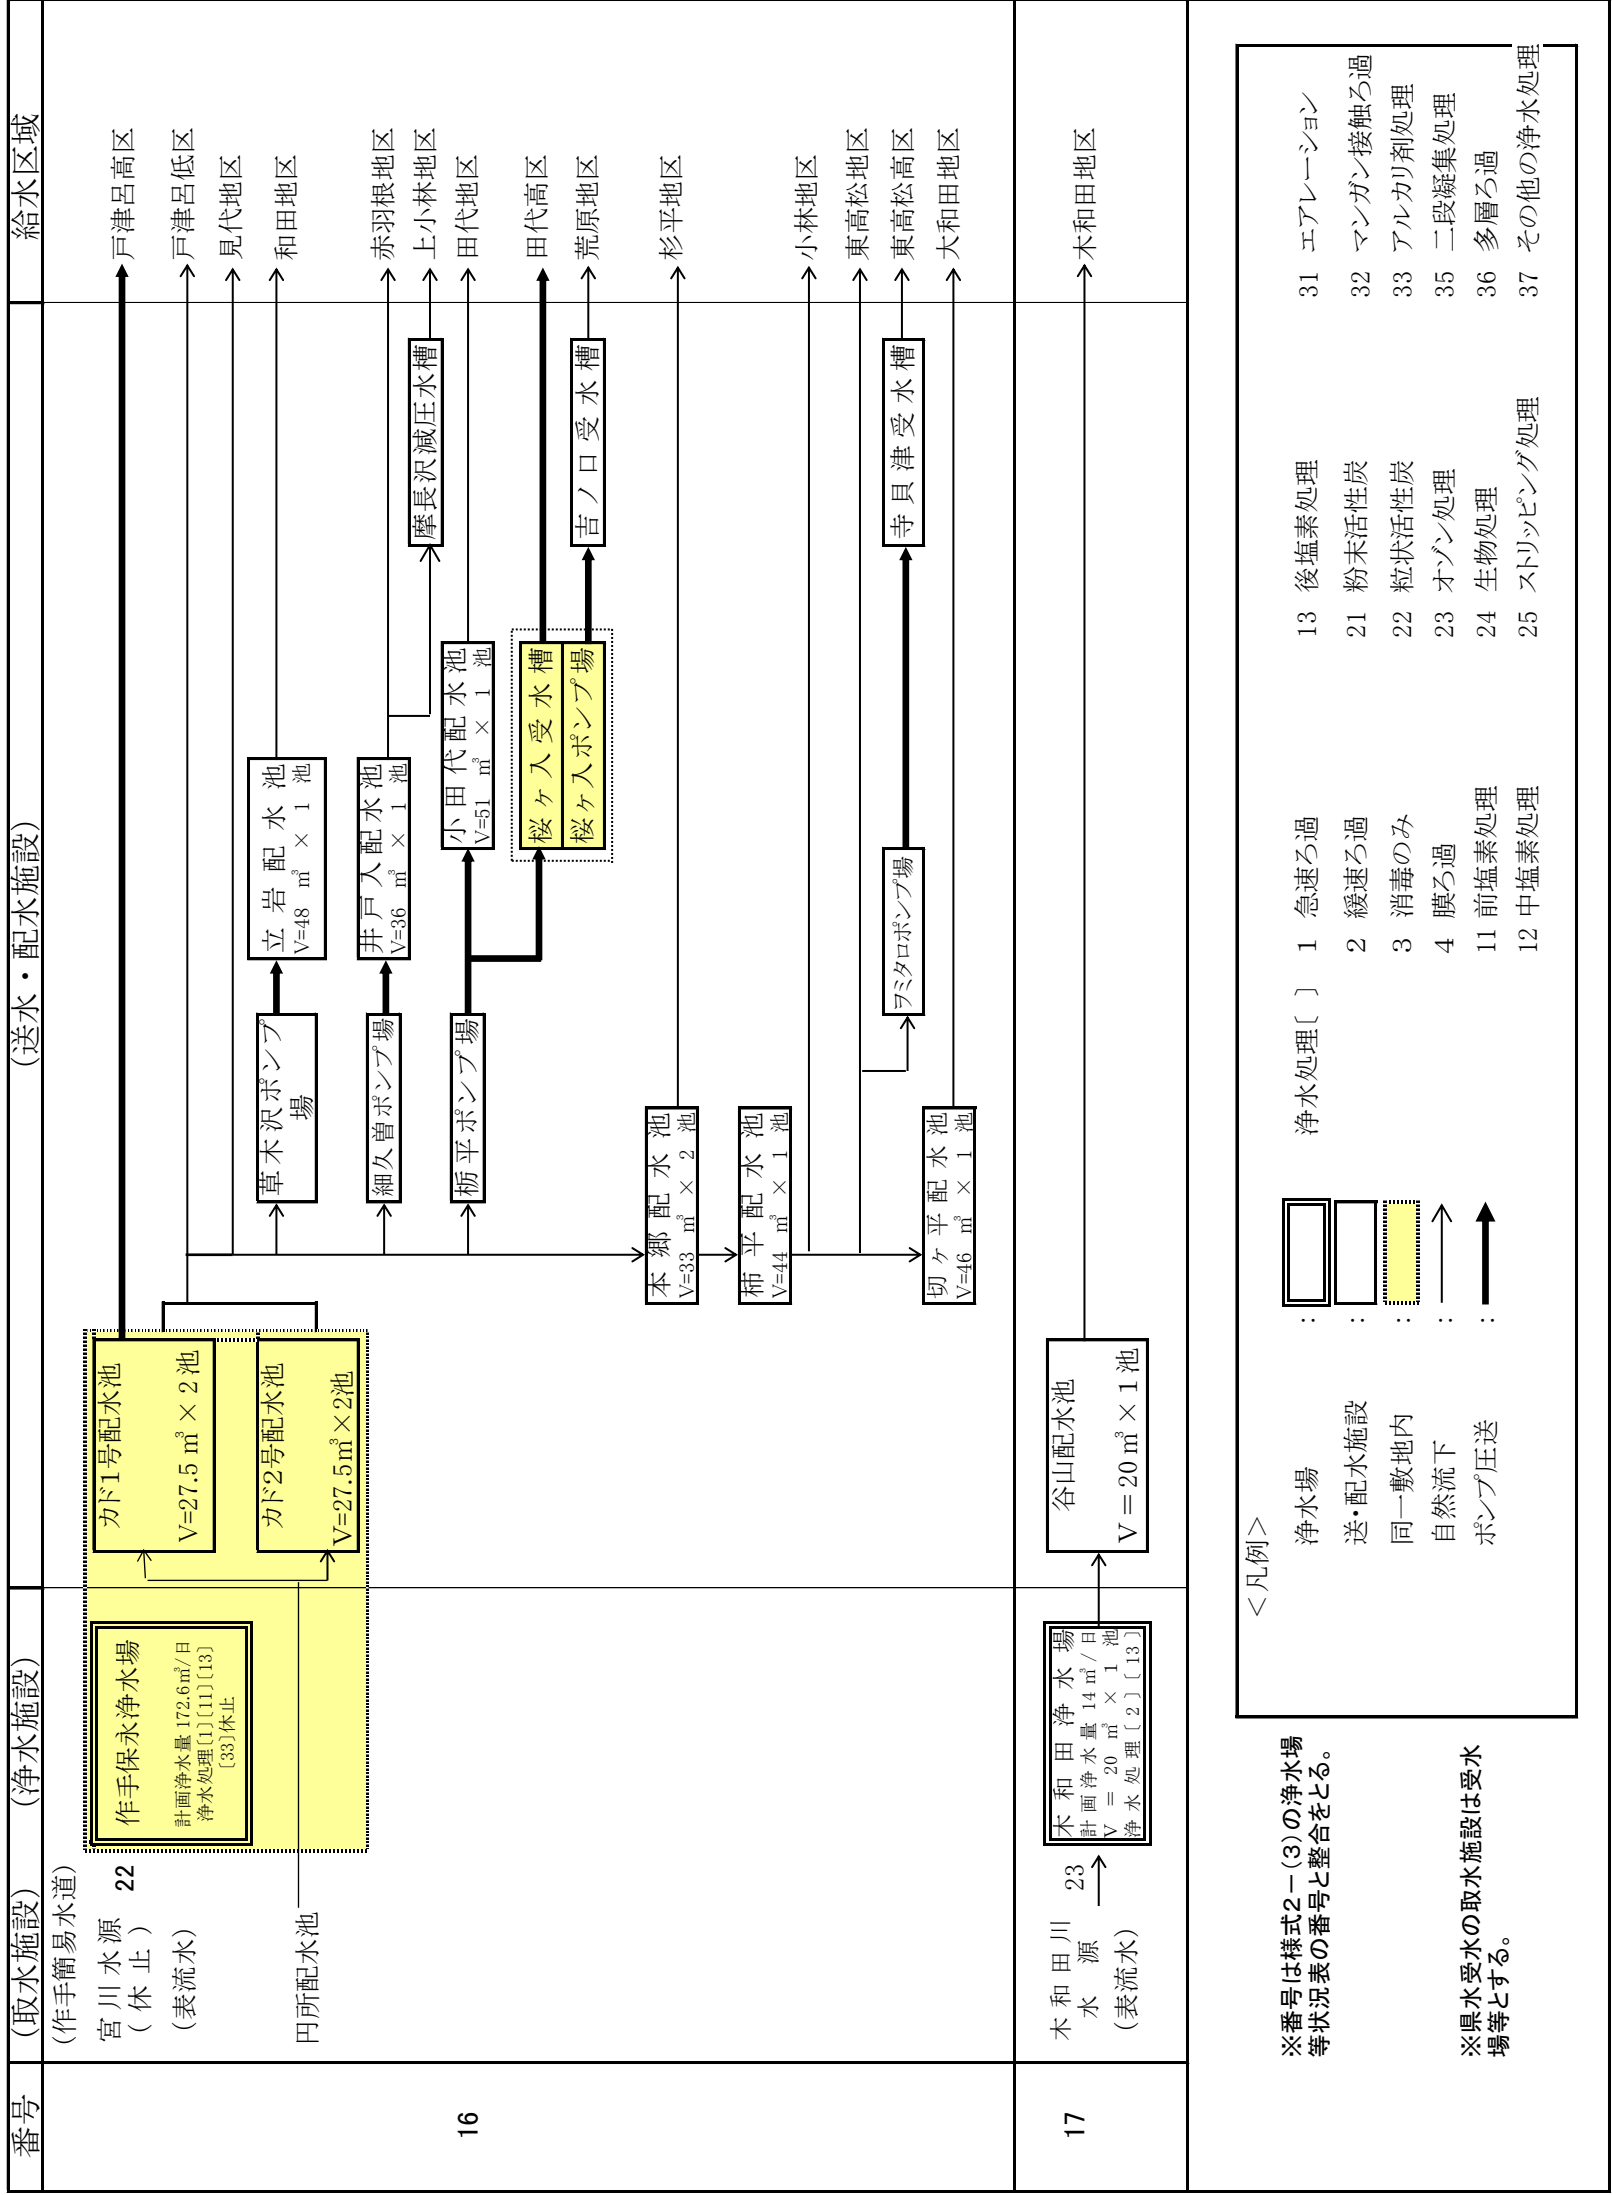 番号
(取水施設)
(浄水施設)
(送水・配水施設)
給水区域
16
(作手簡易水道)
宮川水源
(休止)
(表流水)
22
円所配水池
作手保永浄水場
計画浄水量 172.6㎥/日
浄水処理[1][11][13]
[33]休止
カド1号配水池
V=27.5㎥×2池
カド2号配水池
V=27.5㎥×2池
草木沢ポンプ
場
立岩配水池
V=48 ㎥ × 1 池
細久曽ポンプ場
井戸入配水池
V=36 ㎥ × 1 池
摩長沢減圧水槽
栃平ポンプ場
小田代配水池
V=51 ㎥ × 1 池
桜ヶ入受水槽
桜ヶ入ポンプ場
吉ノ口受水槽
本郷配水池
V=33 ㎥ × 2 池
柿平配水池
V=44 ㎥ × 1 池
ヲミタロポンプ場
寺貝津受水槽
切ヶ平配水池
V=46 ㎥ × 1 池
戸津呂高区
戸津呂低区
見代地区
和田地区
赤羽根地区
上小林地区
田代地区
田代高区
荒原地区
杉平地区
小林地区
東高松地区
東高松高区
大和田地区
17
木和田川
水源
(表流水)
23
木和田浄水場
計画浄水量 14㎥/日
V = 20 ㎥ × 1 池
浄水処理[2][13]
谷山配水池
V=20㎥×1池
木和田地区
※番号は様式2-(3)の浄水場
等状況表の番号と整合をとる。
※県水受水の取水施設は受水
場等とする。
<凡例>
浄水場 :
送・配水施設 :
同一敷地内 :
自然流下 :
ポンプ圧送 :
浄水処理[ ]
1 急速ろ過
2 緩速ろ過
3 消毒のみ
4 膜ろ過
11 前塩素処理
12 中塩素処理
13 後塩素処理
21 粉末活性炭
22 粒状活性炭
23 オゾン処理
24 生物処理
25 ストリッピング処理
31 エアレーション
32 マンガン接触ろ過
33 アルカリ剤処理
35 二段凝集処理
36 多層ろ過
37 その他の浄水処理